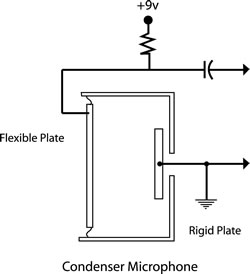 +9v
Flexible Plate
Rigid Plate
Condenser Microphone